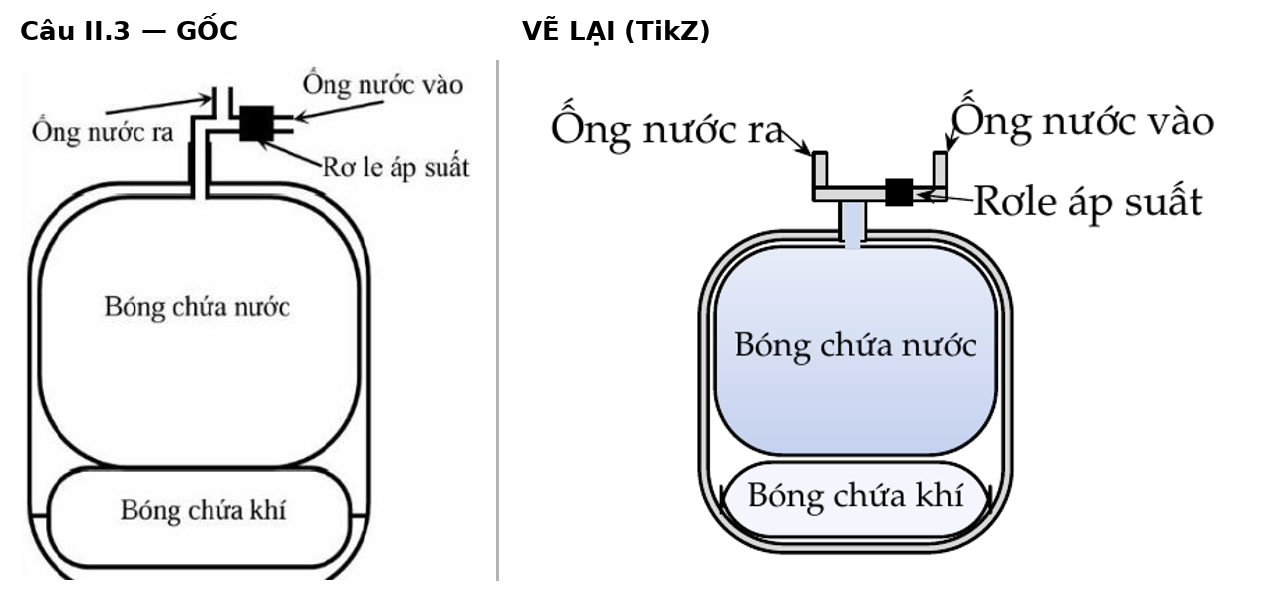 Câu II.3 — GỐC
Ống nước vào
Ống nước ra
Rơ le áp suất
Bóng chứa nước
Bóng chứa khí
VẼ LẠI (TikZ)
Ống nước ra
Ống nước vào
Rơle áp suất
Bóng chứa nước
Bóng chứa khí